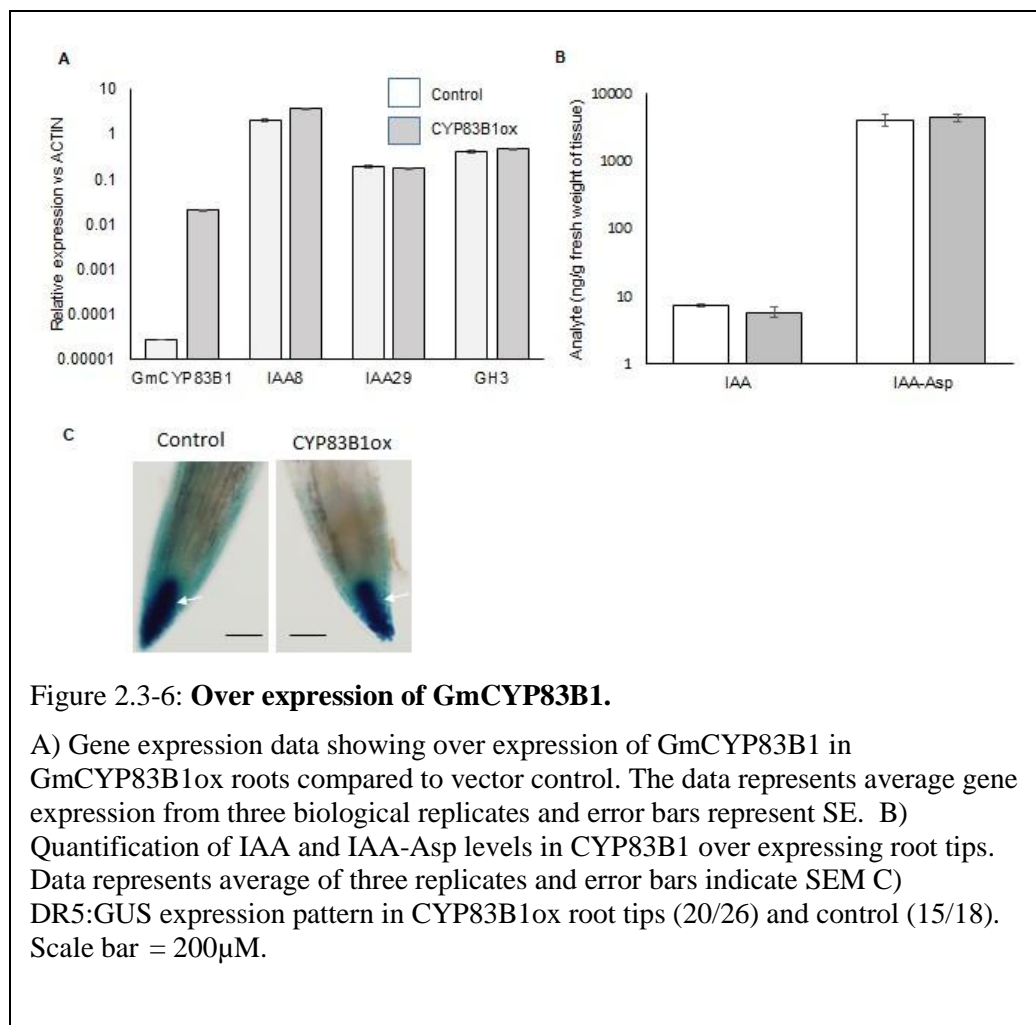 A
Relative expression vs ACTIN
10
1
0.1
0.01
0.001
0.0001
0.00001
GmCYP83B1 IAA8 IAA29 GH3
Control
CYP83B1ox
B
Analyte (ng/g fresh weight of tissue)
10000
1000
100
10
1
IAA IAA-Asp
C
Control CYP83B1ox
Figure 2.3-6: Over expression of GmCYP83B1.
A) Gene expression data showing over expression of GmCYP83B1 in
GmCYP83B1ox roots compared to vector control. The data represents average gene
expression from three biological replicates and error bars represent SE. B)
Quantification of IAA and IAA-Asp levels in CYP83B1 over expressing root tips.
Data represents average of three replicates and error bars indicate SEM C)
DR5:GUS expression pattern in CYP83B1ox root tips (20/26) and control (15/18).
Scale bar = 200µM.